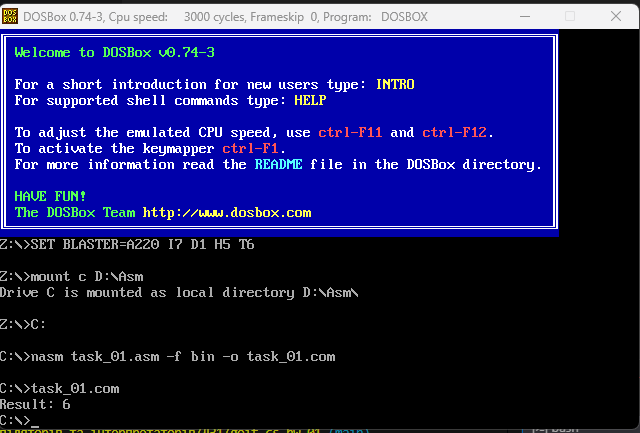 DOSBox 0.74-3, Cpu speed:    3000 cycles, Frameskip  0, Program:   DOSBOX
Welcome to DOSBox v0.74-3
For a short introduction for new users type: INTRO
For supported shell commands type: HELP
To adjust the emulated CPU speed, use ctrl-F11 and ctrl-F12.
To activate the keymapper ctrl-F1.
For more information read the README file in the DOSBox directory.
HAVE FUN!
The DOSBox Team http://www.dosbox.com
Z:\>SET BLASTER=A220 I7 D1 H5 T6
Z:\>mount c D:\Asm
Drive C is mounted as local directory D:\Asm\
Z:\>C:
C:\>nasm task_01.asm -f bin -o task_01.com
C:\>task_01.com
Result: 6
C:\>_